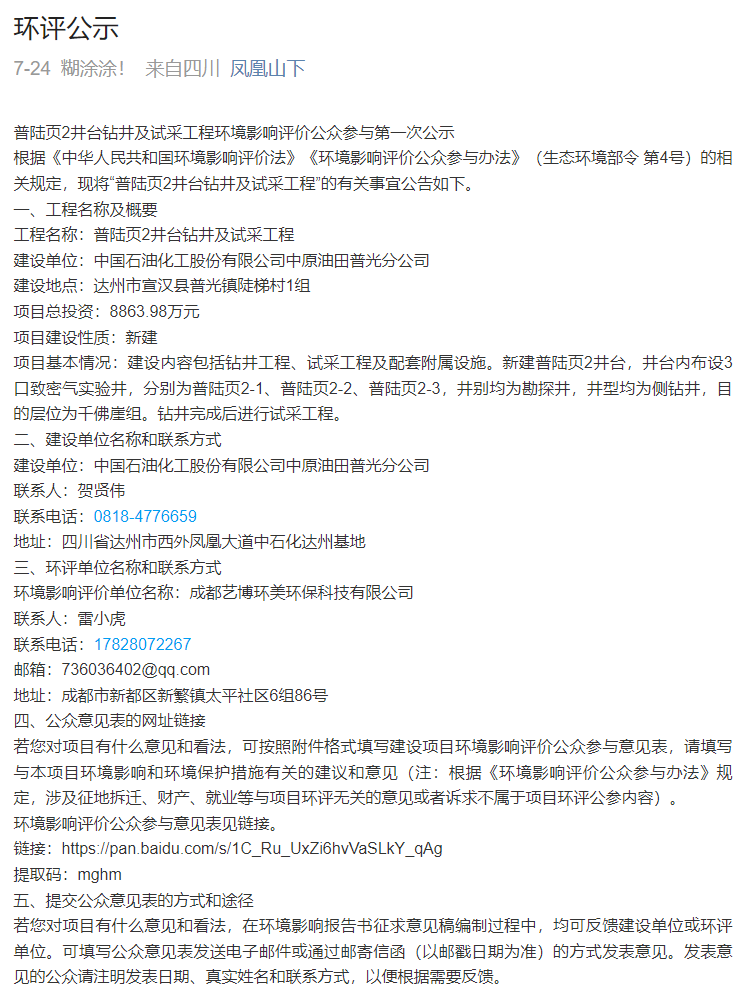 环评公示
7-24 糊涂涂！ 来自四川 凤凰山下
普陆页2井台钻井及试采工程环境影响评价公众参与第一次公示
根据《中华人民共和国环境影响评价法》《环境影响评价公众参与办法》（生态环境部令 第4号）的相
关规定，现将“普陆页2井台钻井及试采工程”的有关事宜公告如下。
一、工程名称及概要
工程名称：普陆页2井台钻井及试采工程
建设单位：中国石油化工股份有限公司中原油田普光分公司
建设地点：达州市宣汉县普光镇陡梯村1组
项目总投资：8863.98万元
项目建设性质：新建
项目基本情况：建设内容包括钻井工程、试采工程及配套附属设施。新建普陆页2井台，井台内布设3
口致密气实验井，分别为普陆页2-1、普陆页2-2、普陆页2-3，井别均为勘探井，井型均为侧钻井，目
的层位为千佛崖组。钻井完成后进行试采工程。
二、建设单位名称和联系方式
建设单位：中国石油化工股份有限公司中原油田普光分公司
联系人：贺贤伟
联系电话：0818-4776659
地址：四川省达州市西外凤凰大道中石化达州基地
三、环评单位名称和联系方式
环境影响评价单位名称：成都艺博环美环保科技有限公司
联系人：雷小虎
联系电话：17828072267
邮箱：736036402@qq.com
地址：成都市新都区新繁镇太平社区6组86号
四、公众意见表的网址链接
若您对项目有什么意见和看法，可按照附件格式填写建设项目环境影响评价公众参与意见表，请填写
与本项目环境影响和环境保护措施有关的建议和意见（注：根据《环境影响评价公众参与办法》规
定，涉及征地拆迁、财产、就业等与项目环评无关的意见或者诉求不属于项目环评公参内容）。
环境影响评价公众参与意见表见链接。
链接：https://pan.baidu.com/s/1C_Ru_UxZi6hvVaSLkY_qAg
提取码：mghm
五、提交公众意见表的方式和途径
若您对项目有什么意见和看法，在环境影响报告书征求意见稿编制过程中，均可反馈建设单位或环评
单位。可填写公众意见表发送电子邮件或通过邮寄信函（以邮戳日期为准）的方式发表意见。发表意
见的公众请注明发表日期、真实姓名和联系方式，以便根据需要反馈。